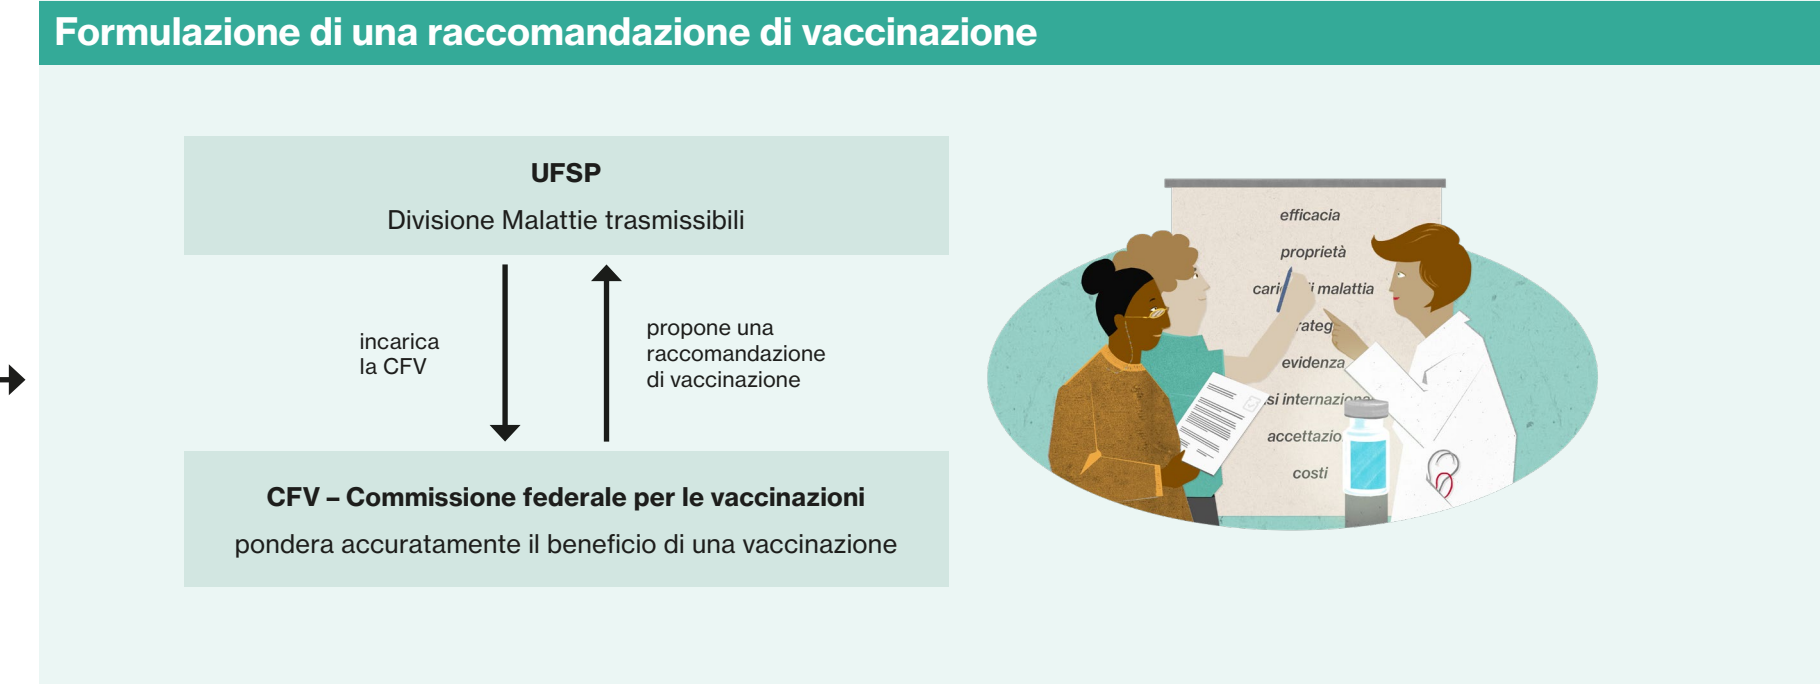 Formulazione di una raccomandazione di vaccinazione
UFSP
Divisione Malattie trasmissibili
incarica
la CFV
propone una
raccomandazione
di vaccinazione
CFV – Commissione federale per le vaccinazioni
pondera accuratamente il beneficio di una vaccinazione
efficacia
proprietà
malattia
evidenza
costi